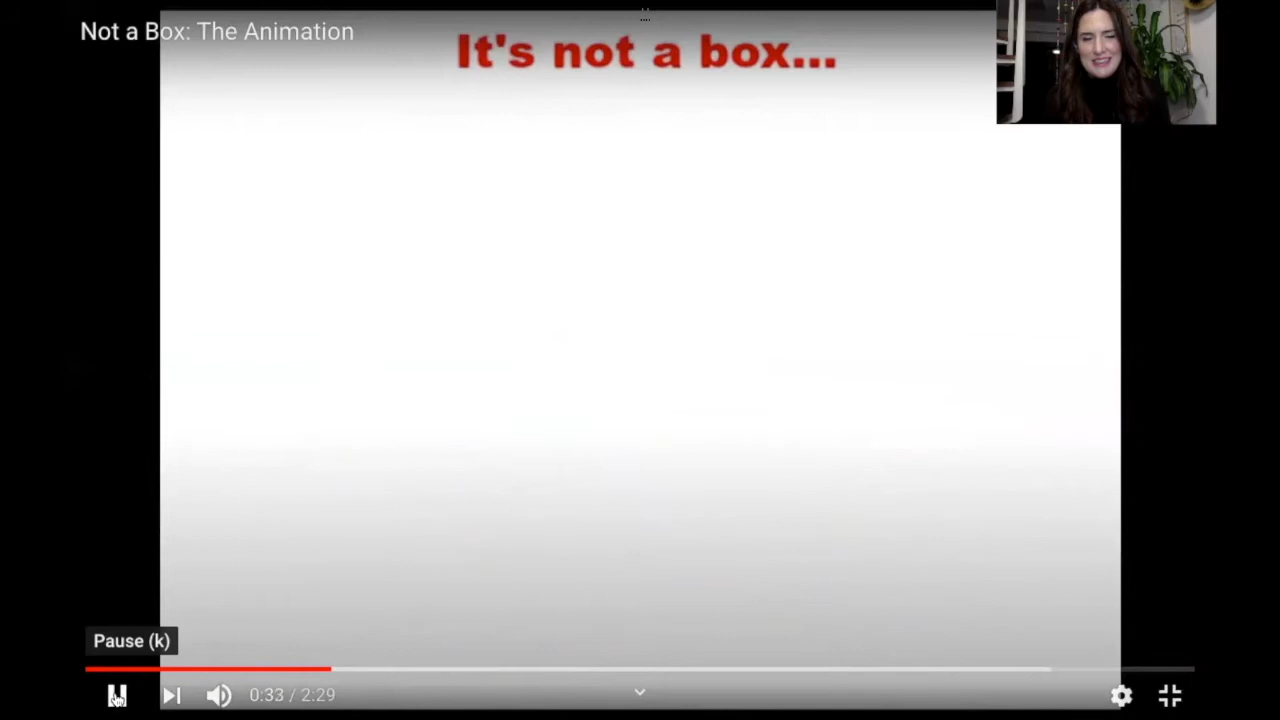 Not a Box: The Animation
It's not a box...
Pause (k)
0:33 / 2:29